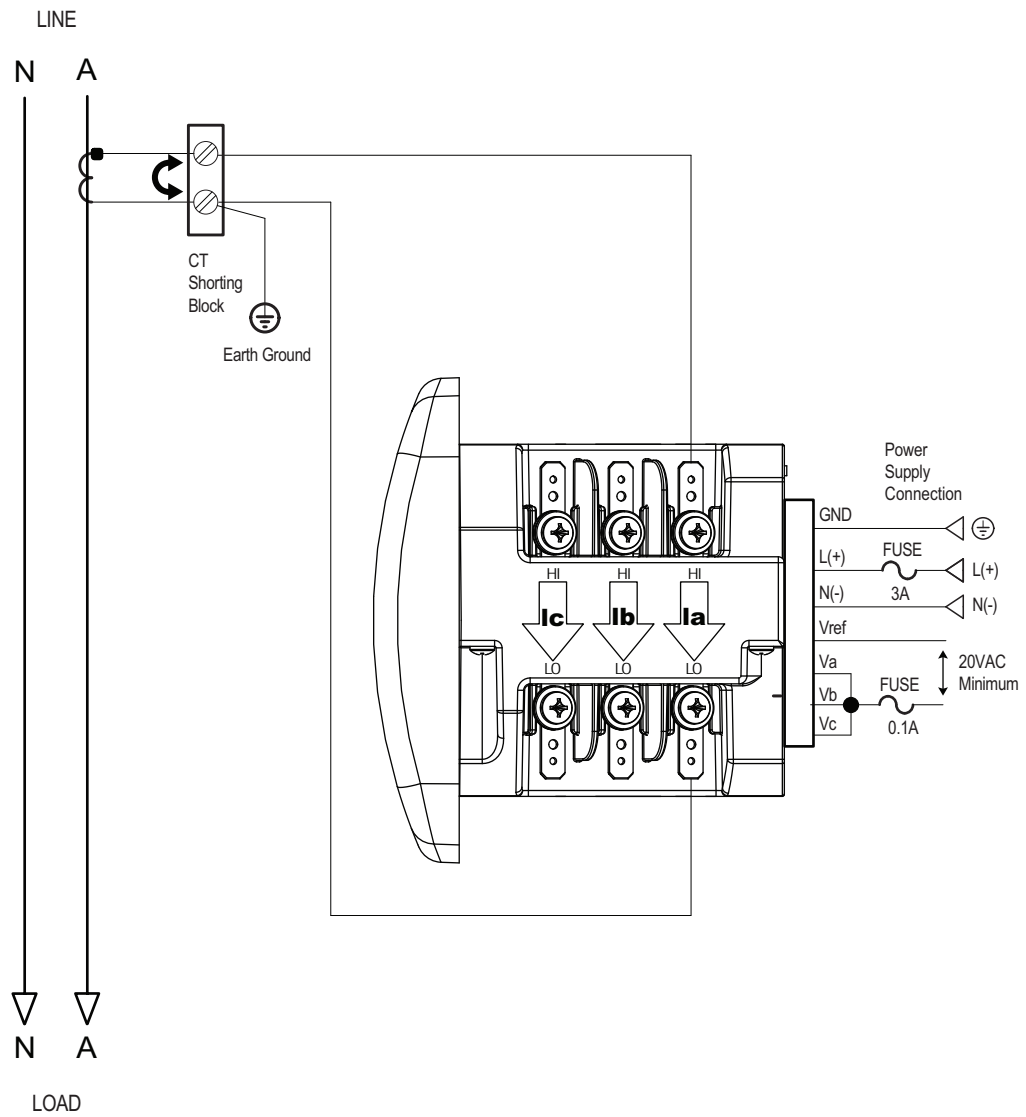 LINE
N A
CT
Shorting
Block
Earth Ground
Power
Supply
Connection
GND
L(+) FUSE L(+)
3A
N(-) N(-)
Vref
Va
Vb FUSE
Vc 0.1A
20VAC
Minimum
HI HI HI
Ic Ib Ia
LO LO LO
N A
LOAD